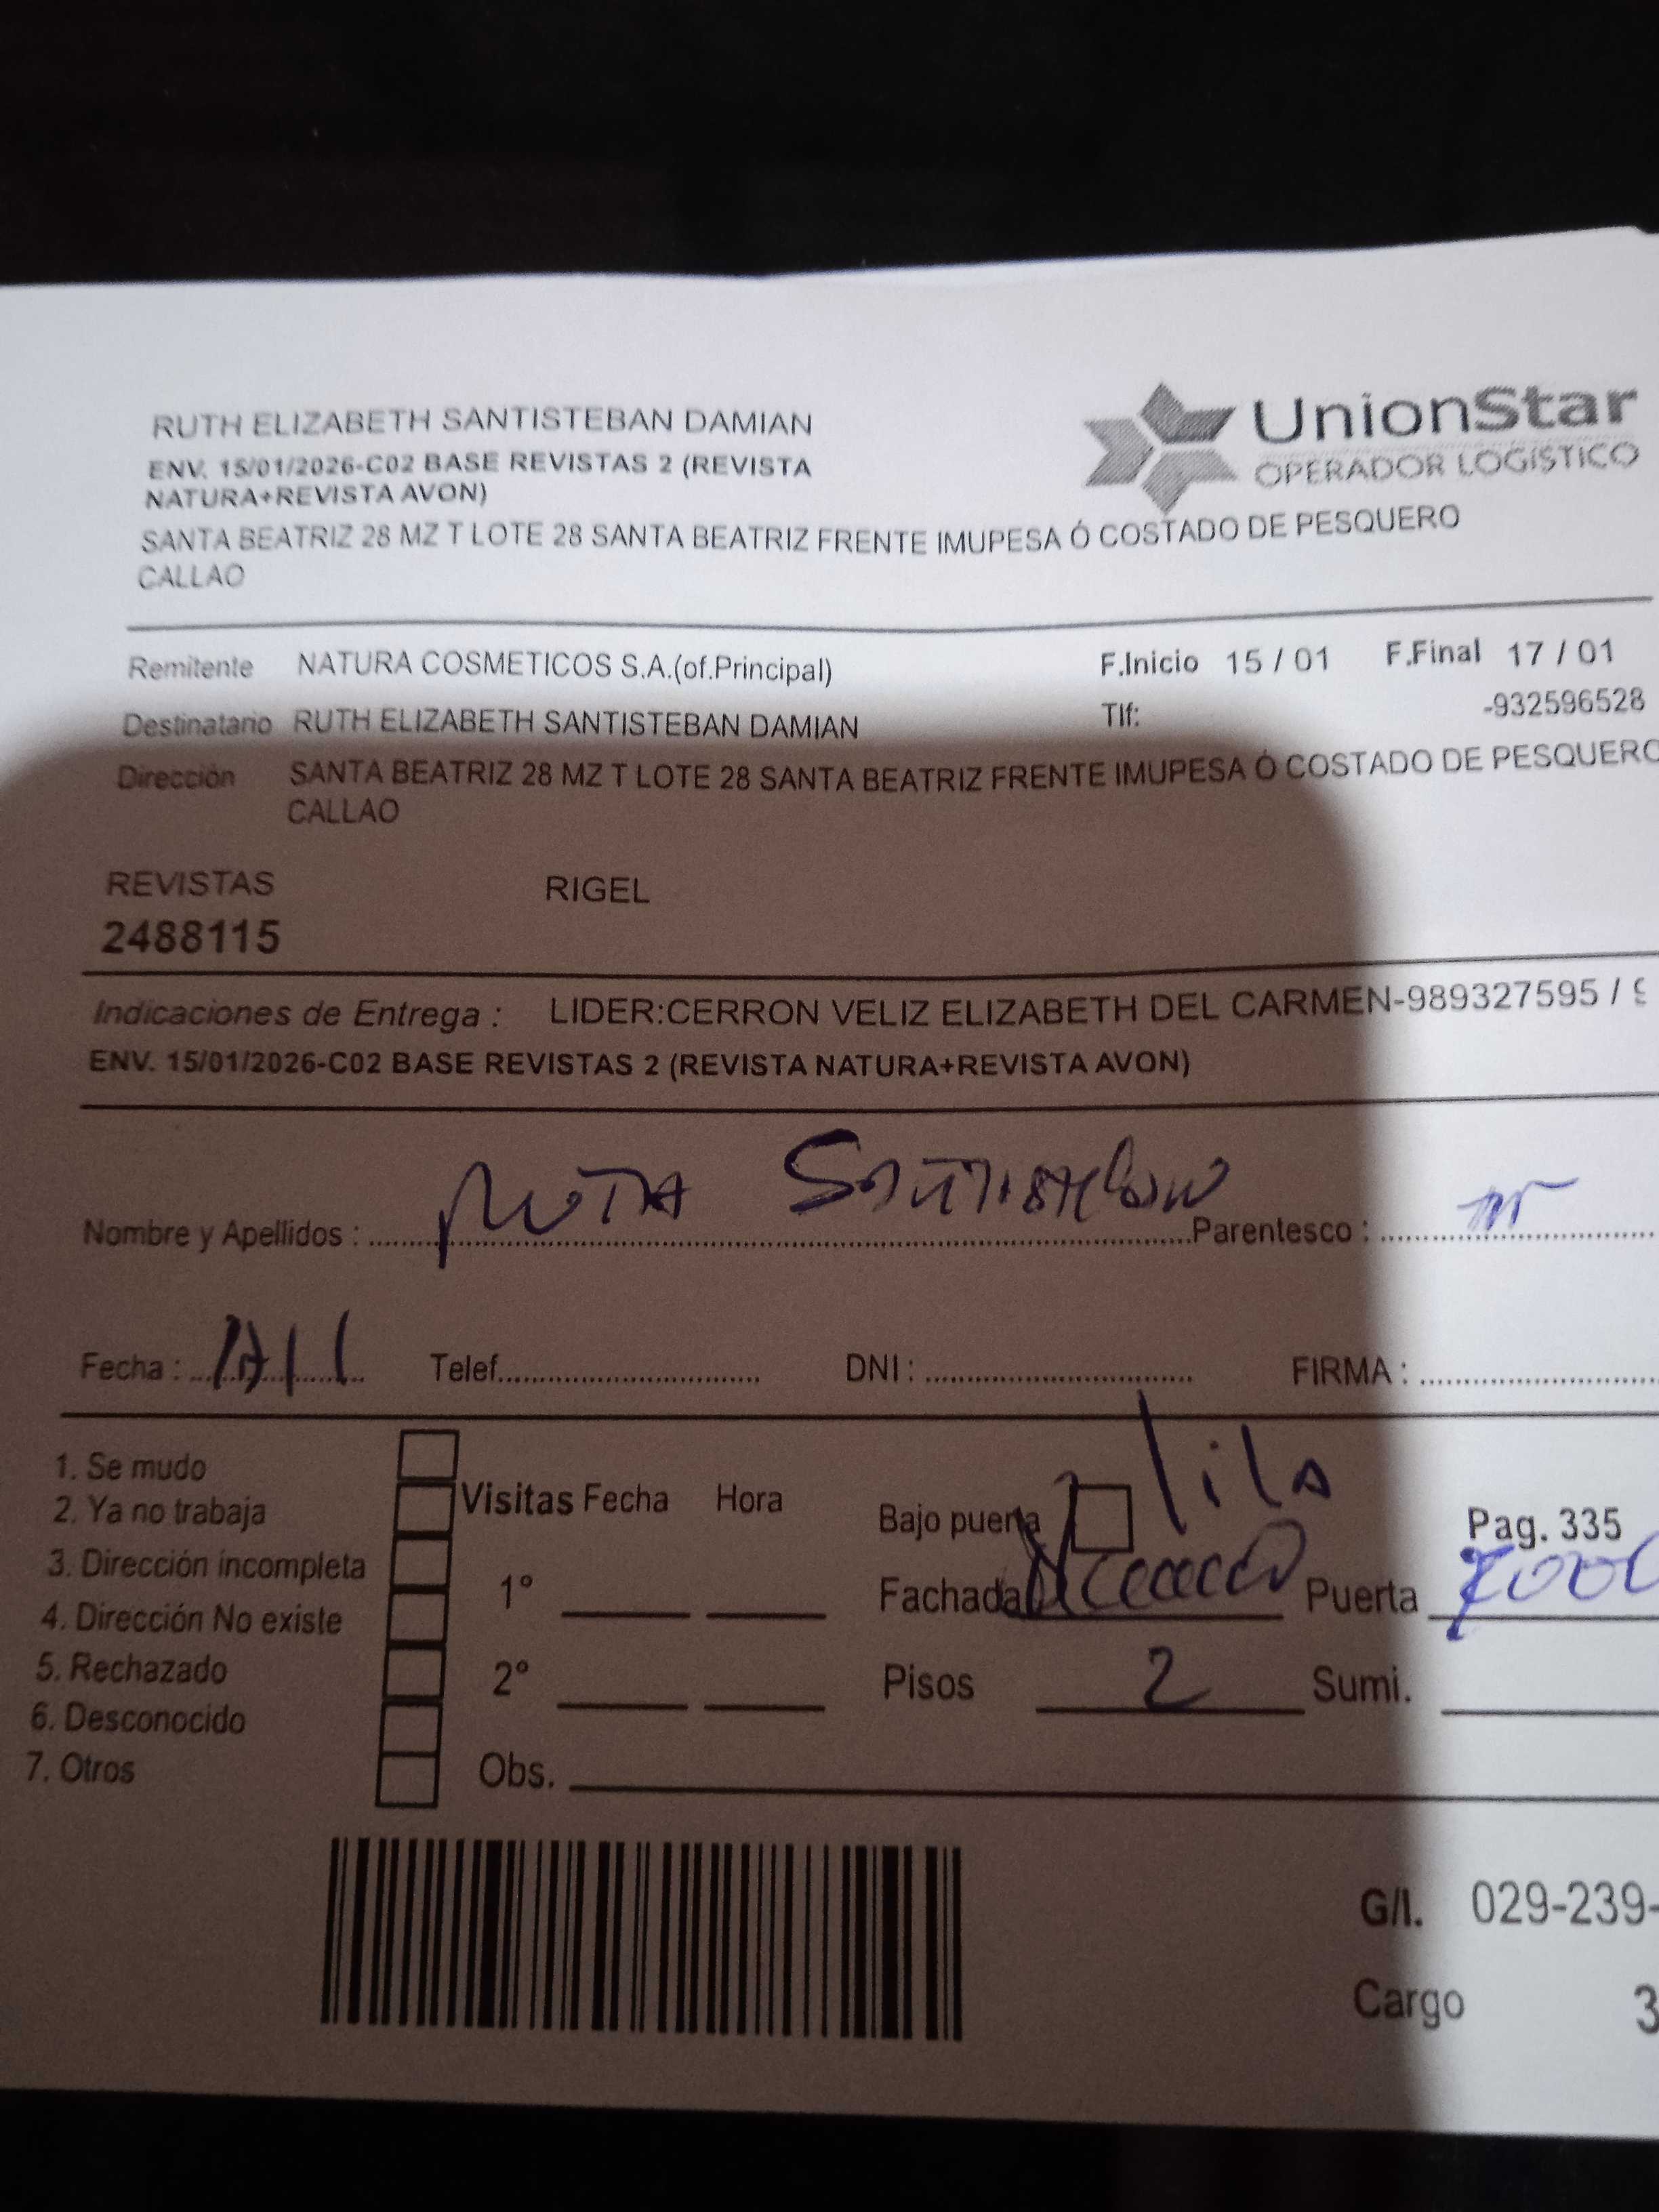 RUTH ELIZABETH SANTISTEBAN DAMIAN
ENV. 15/01/2026-C02 BASE REVISTAS 2 (REVISTA
NATURA+REVISTA AVON)
UnionStar
OPERADOR LOGÍSTICO
SANTA BEATRIZ 28 MZ T LOTE 28 SANTA BEATRIZ FRENTE IMUPESA Ó COSTADO DE PESQUERO
CALLAO
Remitente NATURA COSMETICOS S.A.(of.Principal) F.Inicio 15 / 01 F.Final 17 / 01
Destinatario RUTH ELIZABETH SANTISTEBAN DAMIAN Tlf: -932596528
Dirección SANTA BEATRIZ 28 MZ T LOTE 28 SANTA BEATRIZ FRENTE IMUPESA Ó COSTADO DE PESQUERO
CALLAO
REVISTAS RIGEL
2488115
Indicaciones de Entrega : LIDER:CERRON VELIZ ELIZABETH DEL CARMEN-989327595 / 9
ENV. 15/01/2026-C02 BASE REVISTAS 2 (REVISTA NATURA+REVISTA AVON)
Nombre y Apellidos : Santisteban Parentesco :
Fecha : Telef. DNI : FIRMA :
1. Se mudo
2. Ya no trabaja
3. Dirección incompleta
4. Dirección No existe
5. Rechazado
6. Desconocido
7. Otros
Visitas Fecha Hora
1°
2°
Obs.
lila
Bajo puerta Pag. 335
Fachada Puerta
Pisos 2 Sumi.
G/I. 029-239-
Cargo 3